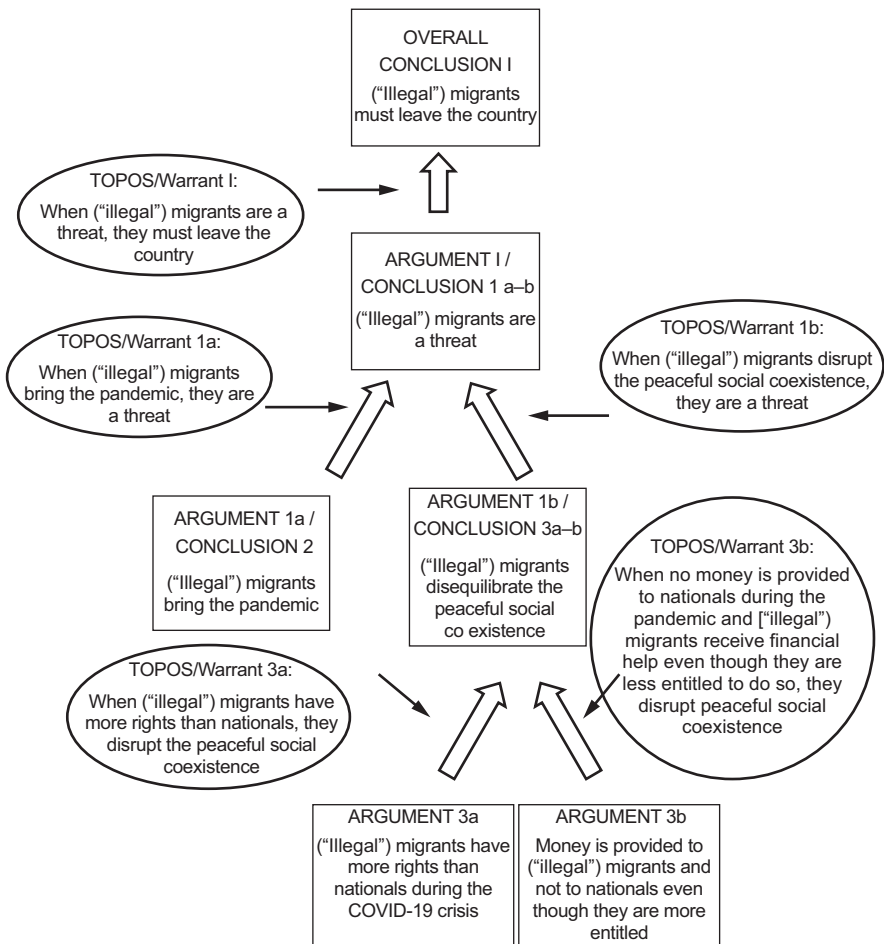 OVERALL
CONCLUSION I
(“Illegal”) migrants
must leave the country
TOPOS/Warrant I:
When (“illegal”) migrants are a
threat, they must leave the
country
ARGUMENT I /
CONCLUSION 1 a–b
(“Illegal”) migrants are
a threat
TOPOS/Warrant 1a:
When (“illegal”) migrants
bring the pandemic, they are
a threat
TOPOS/Warrant 1b:
When (“illegal”) migrants disrupt
the peaceful social coexistence,
they are a threat
ARGUMENT 1a /
CONCLUSION 2
(“Illegal”) migrants
bring the pandemic
ARGUMENT 1b /
CONCLUSION 3a–b
(“Illegal”) migrants
disequilibrate the
peaceful social
co existence
TOPOS/Warrant 3b:
When no money is provided
to nationals during the
pandemic and [“illegal”)
migrants receive financial
help even though they are
less entitled to do so, they
disrupt peaceful social
coexistence
TOPOS/Warrant 3a:
When (“illegal”) migrants have
more rights than nationals, they
disrupt the peaceful social
coexistence
ARGUMENT 3a
(“Illegal”) migrants have
more rights than
nationals during the
COVID-19 crisis
ARGUMENT 3b
Money is provided to
(“illegal”) migrants and
not to nationals even
though they are more
entitled